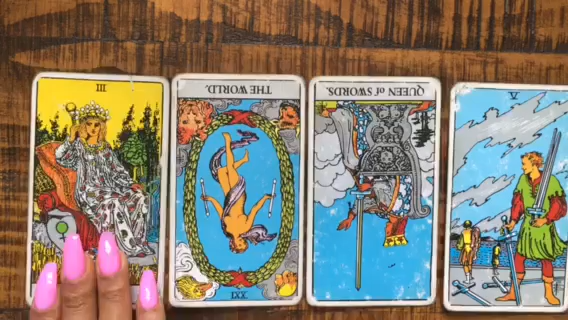 III
THE WORLD.
XXI
QUEEN of SWORDS.
V